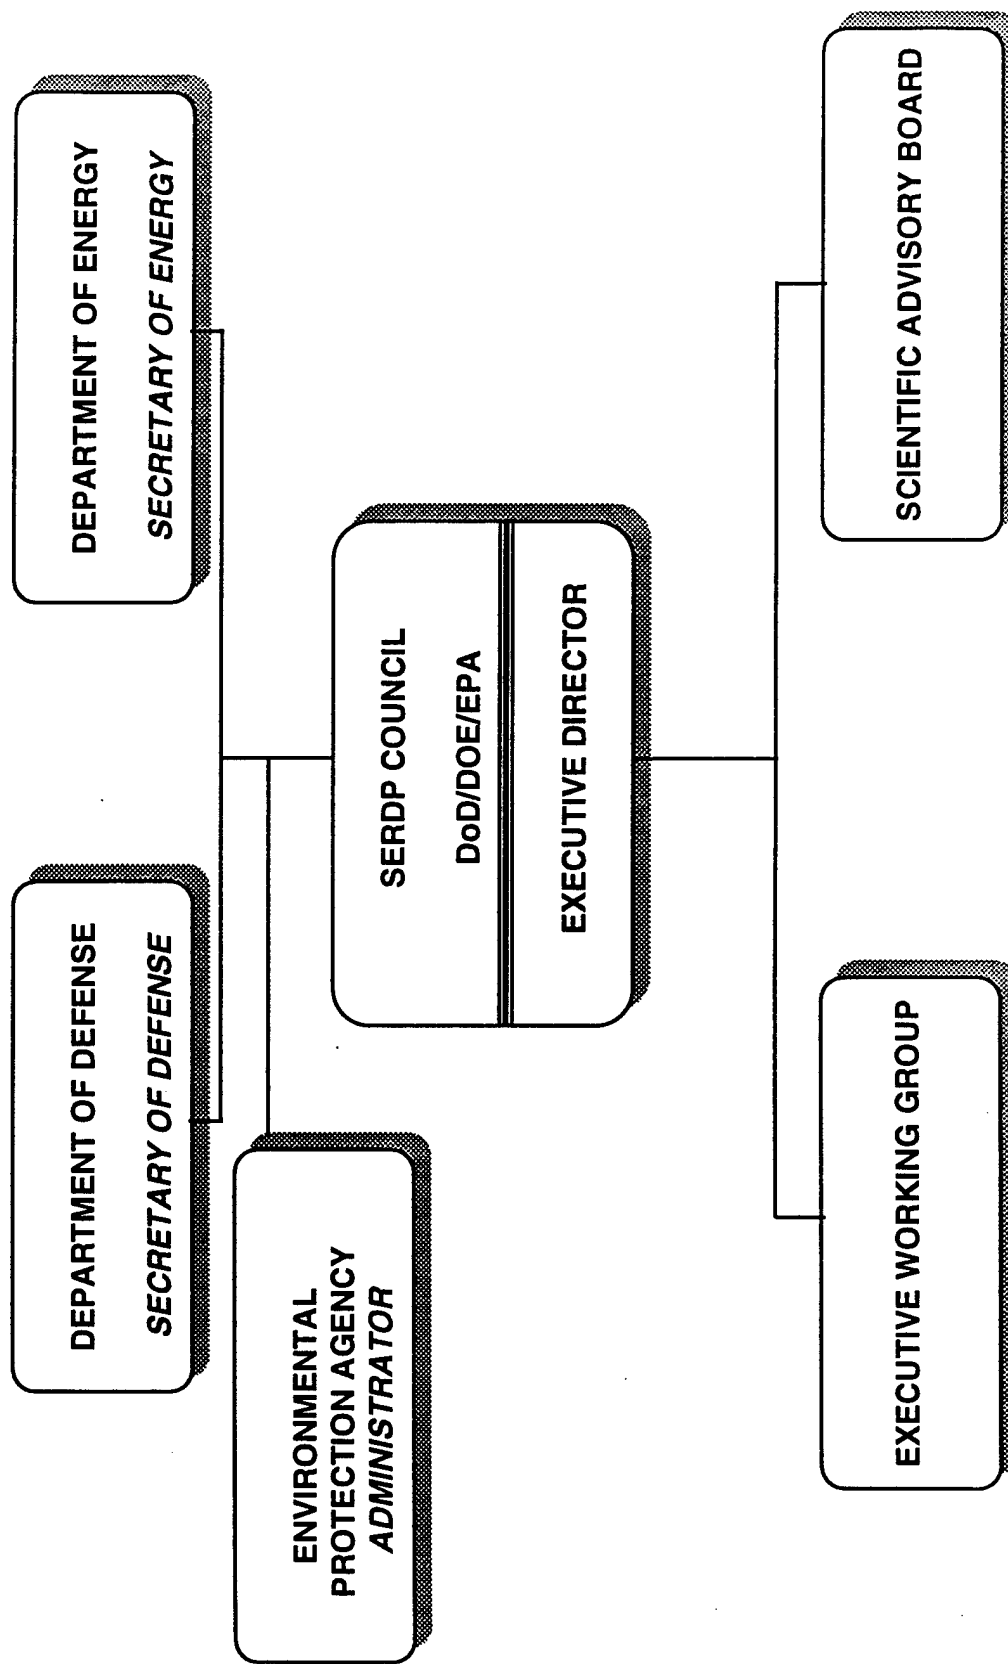 DEPARTMENT OF DEFENSE
SECRETARY OF DEFENSE
DEPARTMENT OF ENERGY
SECRETARY OF ENERGY
ENVIRONMENTAL
PROTECTION AGENCY
ADMINISTRATOR
SERDP COUNCIL
DoD/DOE/EPA
EXECUTIVE DIRECTOR
EXECUTIVE WORKING GROUP
SCIENTIFIC ADVISORY BOARD